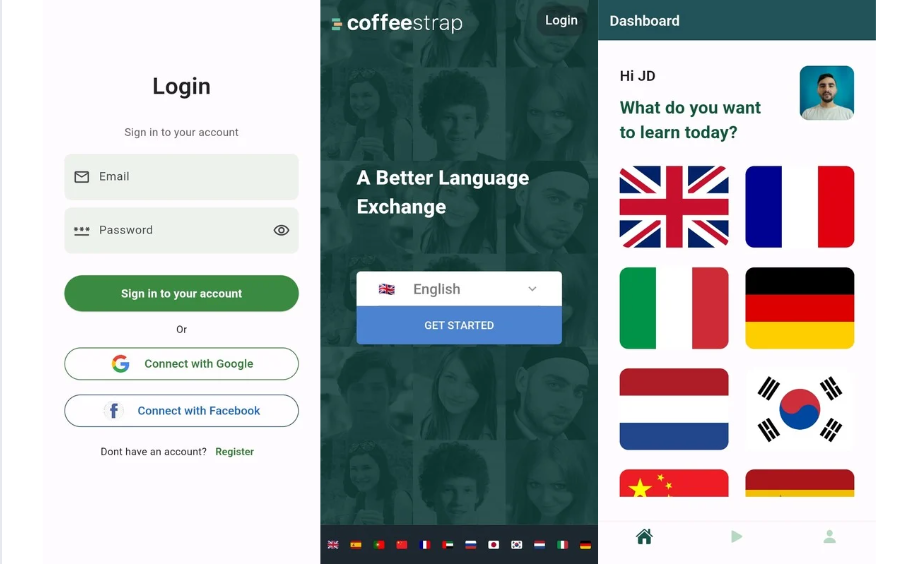 Login
Sign in to your account
Email
Password
Sign in to your account
Or
Connect with Google
Connect with Facebook
Dont have an account? Register
coffeestrap
Login
A Better Language
Exchange
English
GET STARTED
Dashboard
Hi JD
What do you want
to learn today?